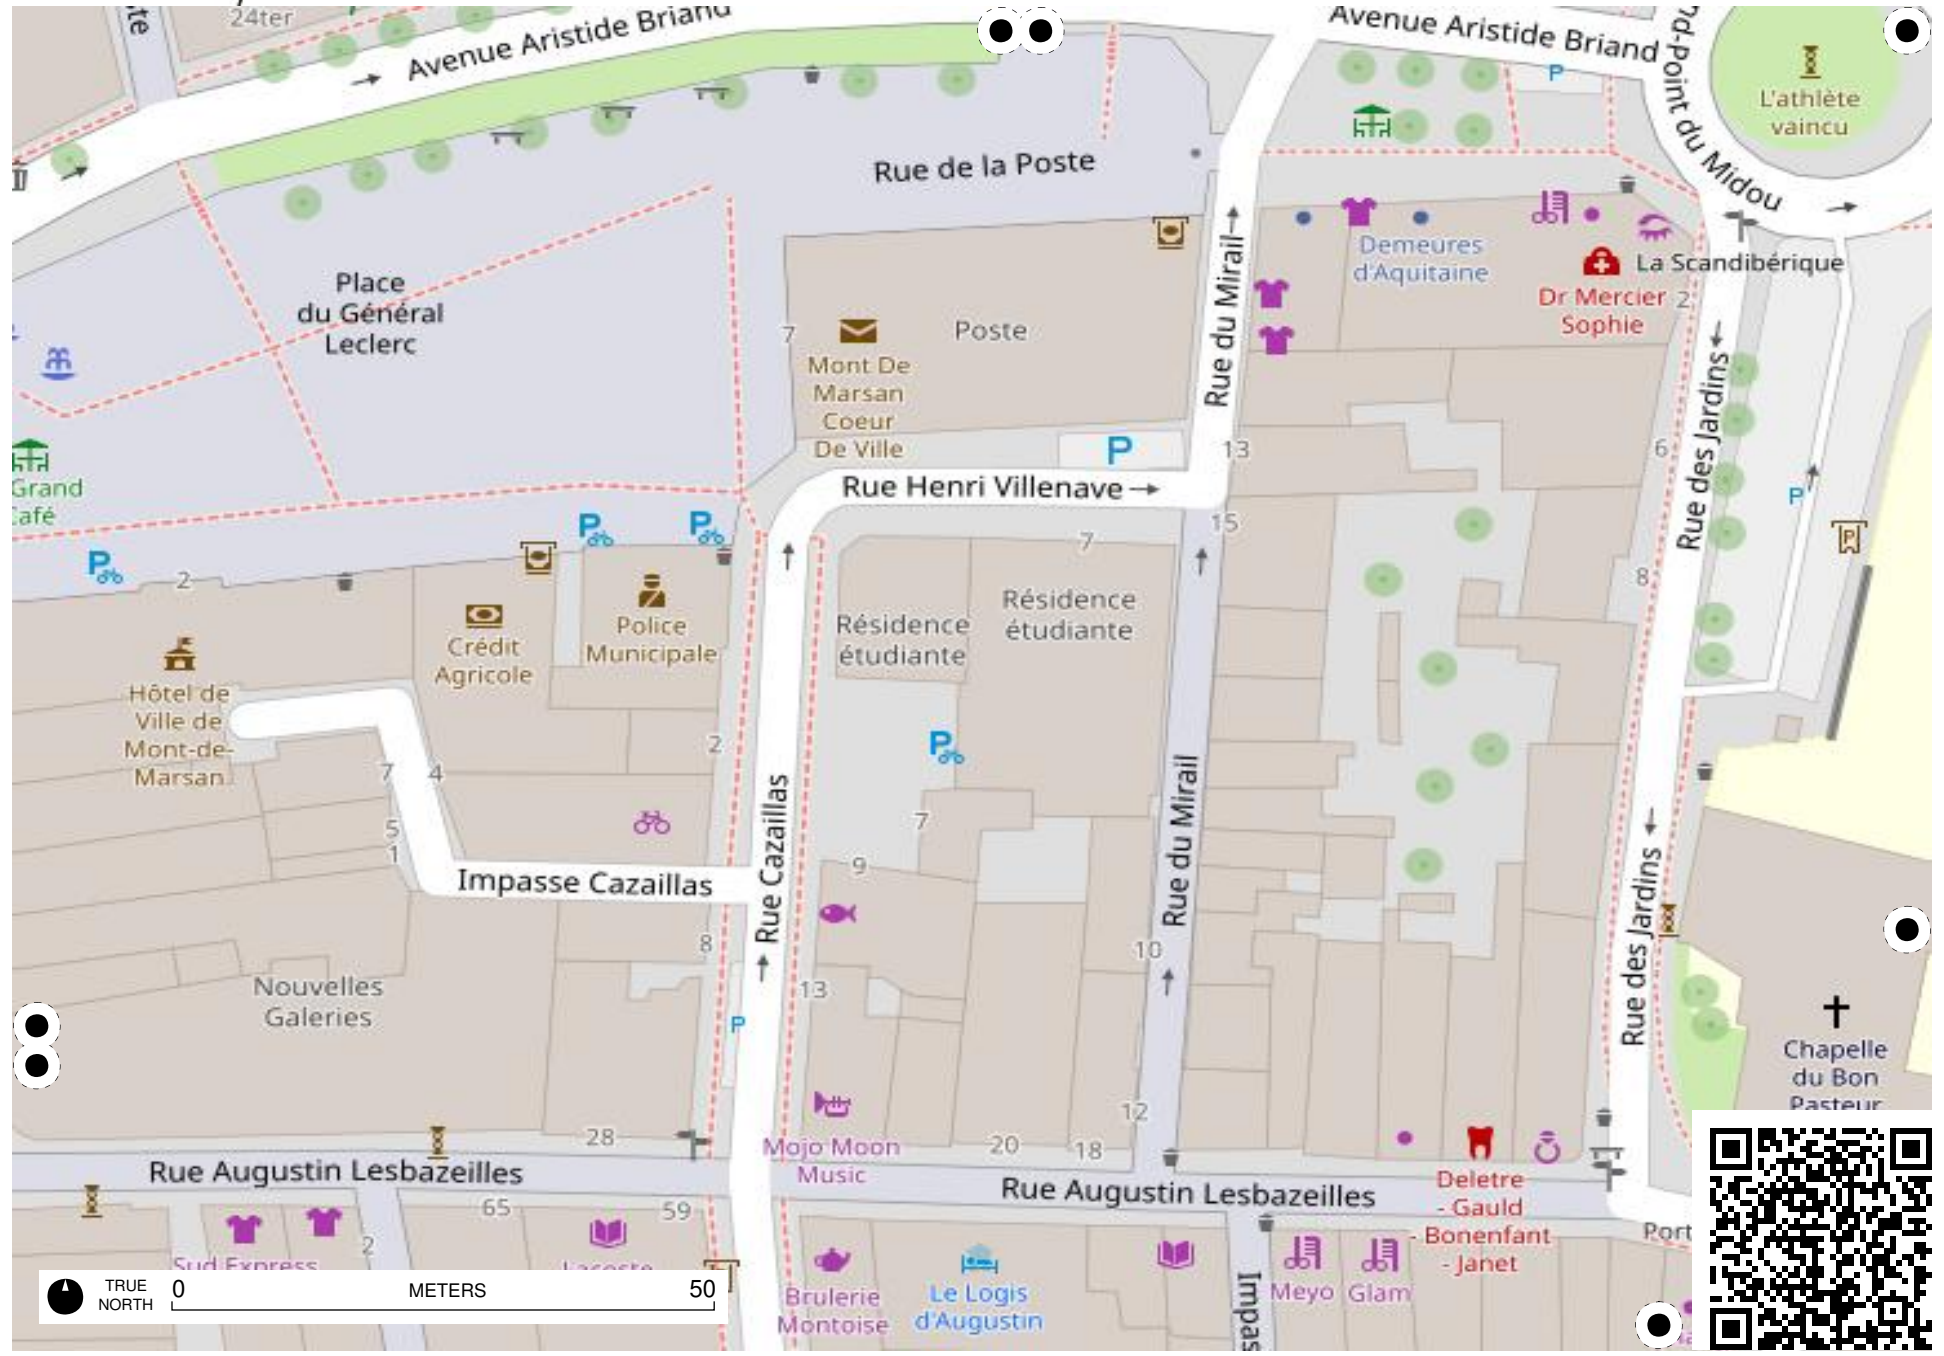 24ter
Avenue Aristide Briand
Avenue Aristide Briand
L'athlète
vaincu
Rond-point du Midou
Rue de la Poste
Place
du Général
Leclerc
Rue du Mirail
Demeures
d'Aquitaine
La Scandibérique
Dr Mercier
Sophie
2
7
Poste
Mont De
Marsan
Coeur
De Ville
P
P
13
6
Rue des Jardins
Grand
Café
Rue Henri Villenave
P
P
P
P
P
2
15
7
8
Crédit
Agricole
Police
Municipale
Résidence
étudiante
Résidence
étudiante
Hôtel de
Ville de
Mont-de-
Marsan
7
4
2
P
5
1
7
9
Impasse Cazaillas
Rue Cazaillas
Rue du Mirail
Rue des Jardins
8
10
13
Nouvelles
Galeries
P
Chapelle
du Bon
Pasteur
12
28
20
18
Mojo Moon
Music
Rue Augustin Lesbazeilles
Rue Augustin Lesbazeilles
Deletre
- Gauld
- Bonenfant
- Janet
65
59
2
Port
Sud Express
Lacoste
Impas
Meyo
Glam
Brulerie
Montoise
Le Logis
d'Augustin
TRUE
NORTH
0
METERS
50